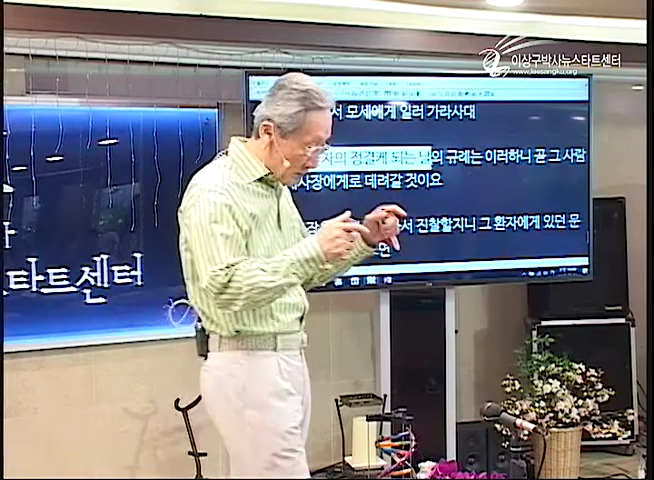 이상구박사뉴스타트센터
www.leesangku.org
서 모세에게 일러 가라사대
자의 정결케 되는 날의 규례는 이러하니 곧 그 사람
사장에게로 데려갈 것이요
서 진찰할지니 그 환자에게 있던 문
면
스타트센터